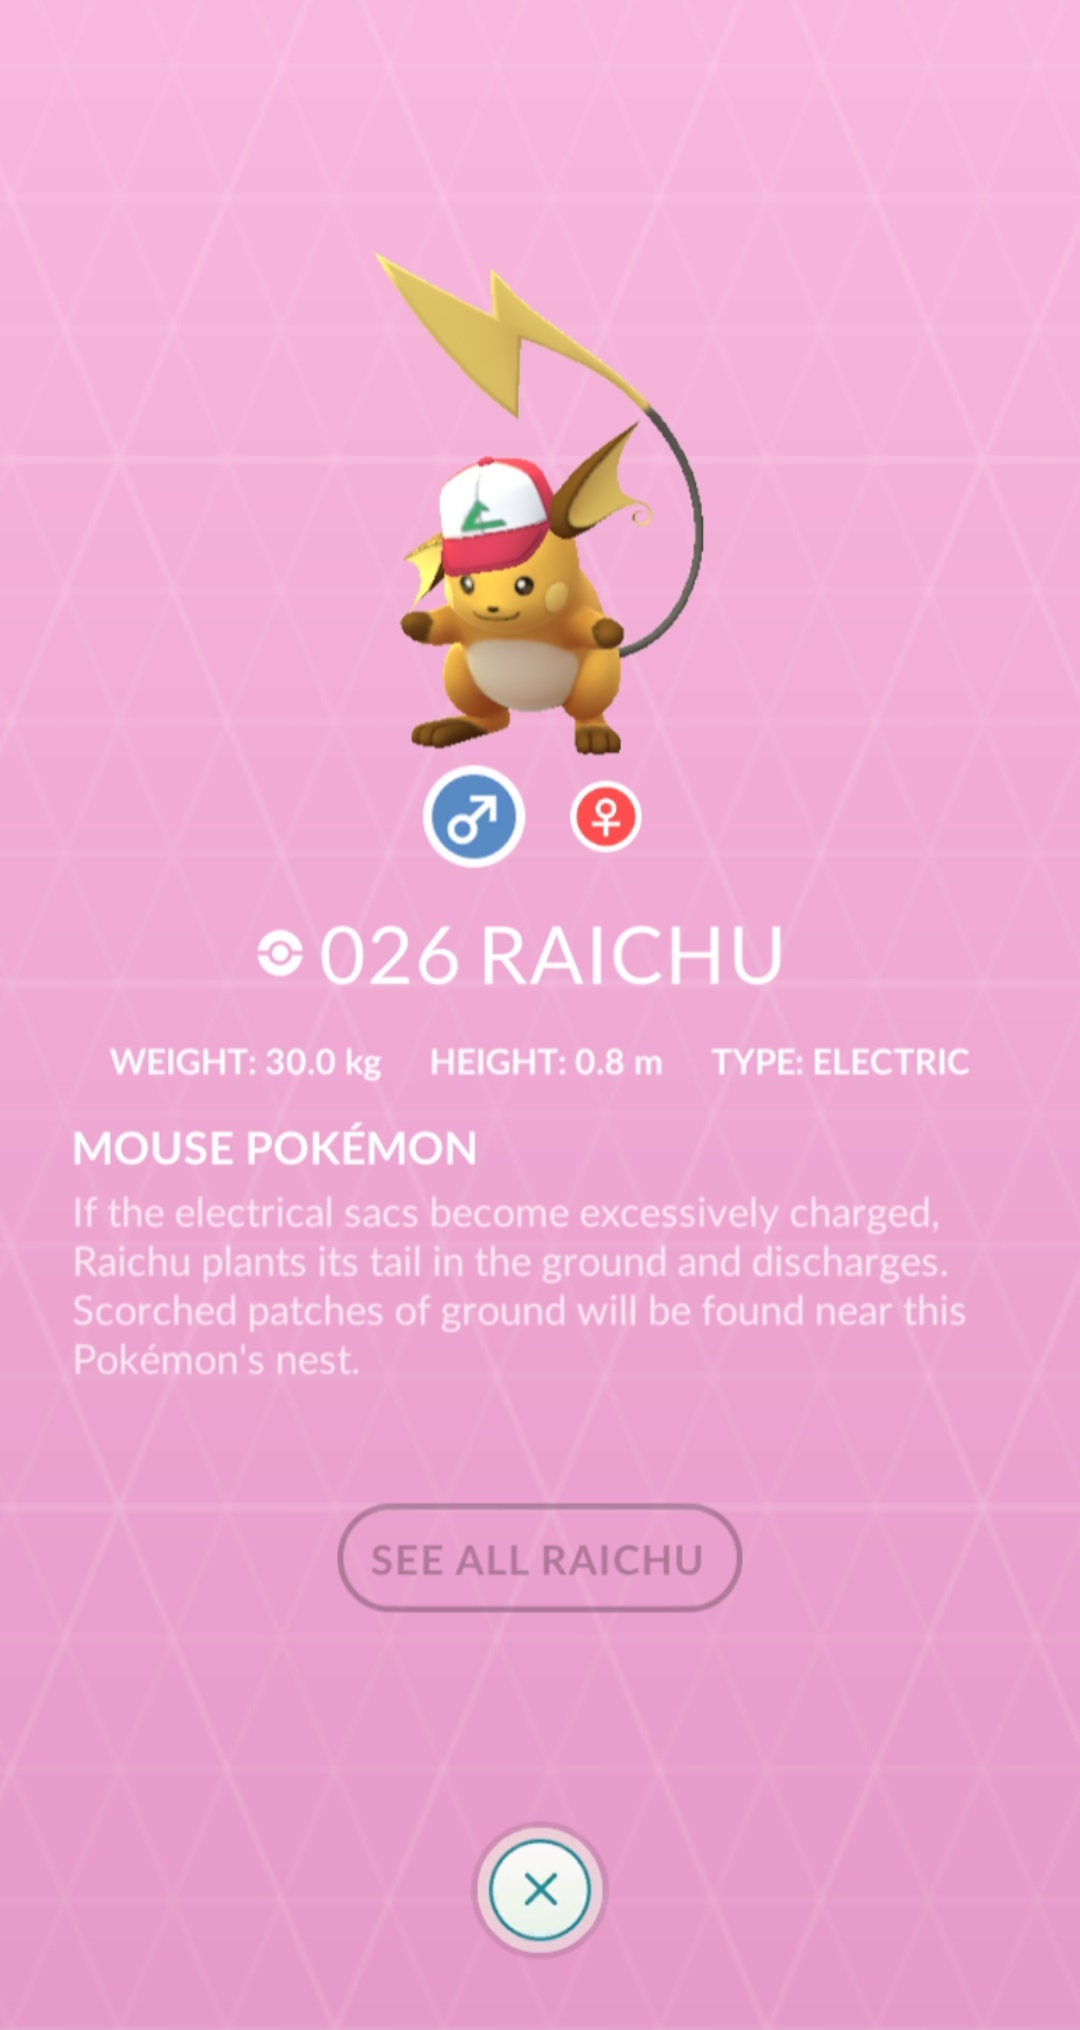 026 RAICHU
WEIGHT: 30.0 kg HEIGHT: 0.8 m TYPE: ELECTRIC
MOUSE POKÉMON
If the electrical sacs become excessively charged,
Raichu plants its tail in the ground and discharges.
Scorched patches of ground will be found near this
Pokémon's nest.
SEE ALL RAICHU